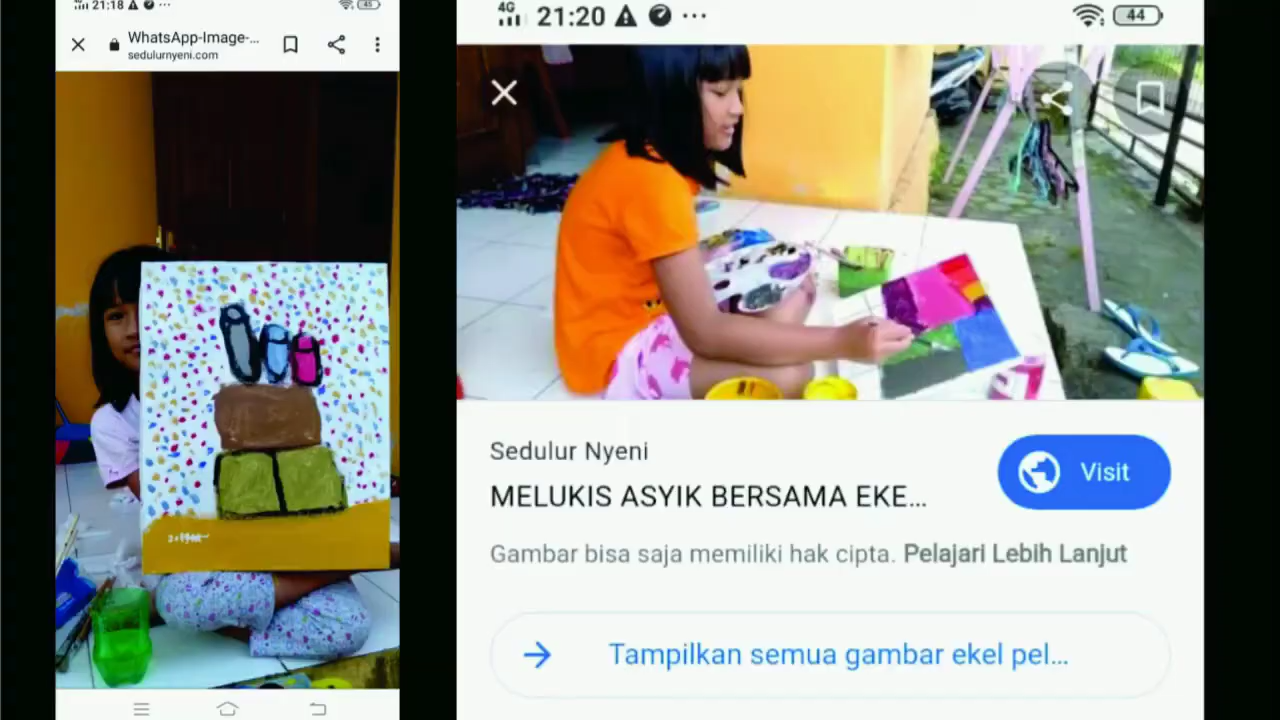 21:18
WhatsApp-Image-...
sedulurnyeni.com
4G 21:20 ...
44
Sedulur Nyeni
MELUKIS ASYIK BERSAMA EKE...
Visit
Gambar bisa saja memiliki hak cipta. Pelajari Lebih Lanjut
Tampilkan semua gambar ekel pel...